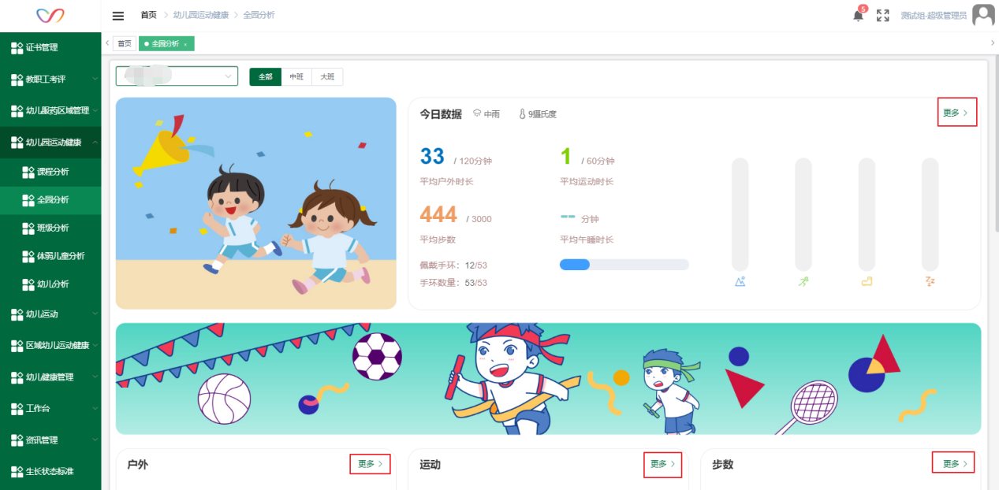 首页 > 幼儿园运动健康 > 全园分析
5
测试组-超级管理员
首页
全园分析 ×
证书管理
教职工考评
幼儿服药区域管理
幼儿园运动健康
课程分析
全园分析
班级分析
体弱儿童分析
幼儿分析
幼儿运动
区域幼儿运动健康
幼儿健康管理
工作台
资讯管理
生长状态标准
全部 中班 大班
今日数据 中雨 9摄氏度
更多 >
33 / 120分钟
平均户外时长
1 / 60分钟
平均运动时长
444 / 3000
平均步数
-- 分钟
平均午睡时长
佩戴手环：12/53
手环数量：53/53
户外 更多 >
运动 更多 >
步数 更多 >